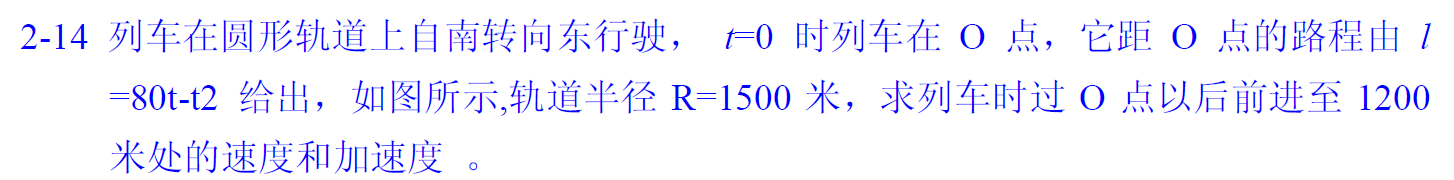 2-14 列车在圆形轨道上自南转向东行驶， t=0 时列车在 O 点，它距 O 点的路程由 l
=80t-t2 给出，如图所示,轨道半径 R=1500 米，求列车时过 O 点以后前进至 1200
米处的速度和加速度 。